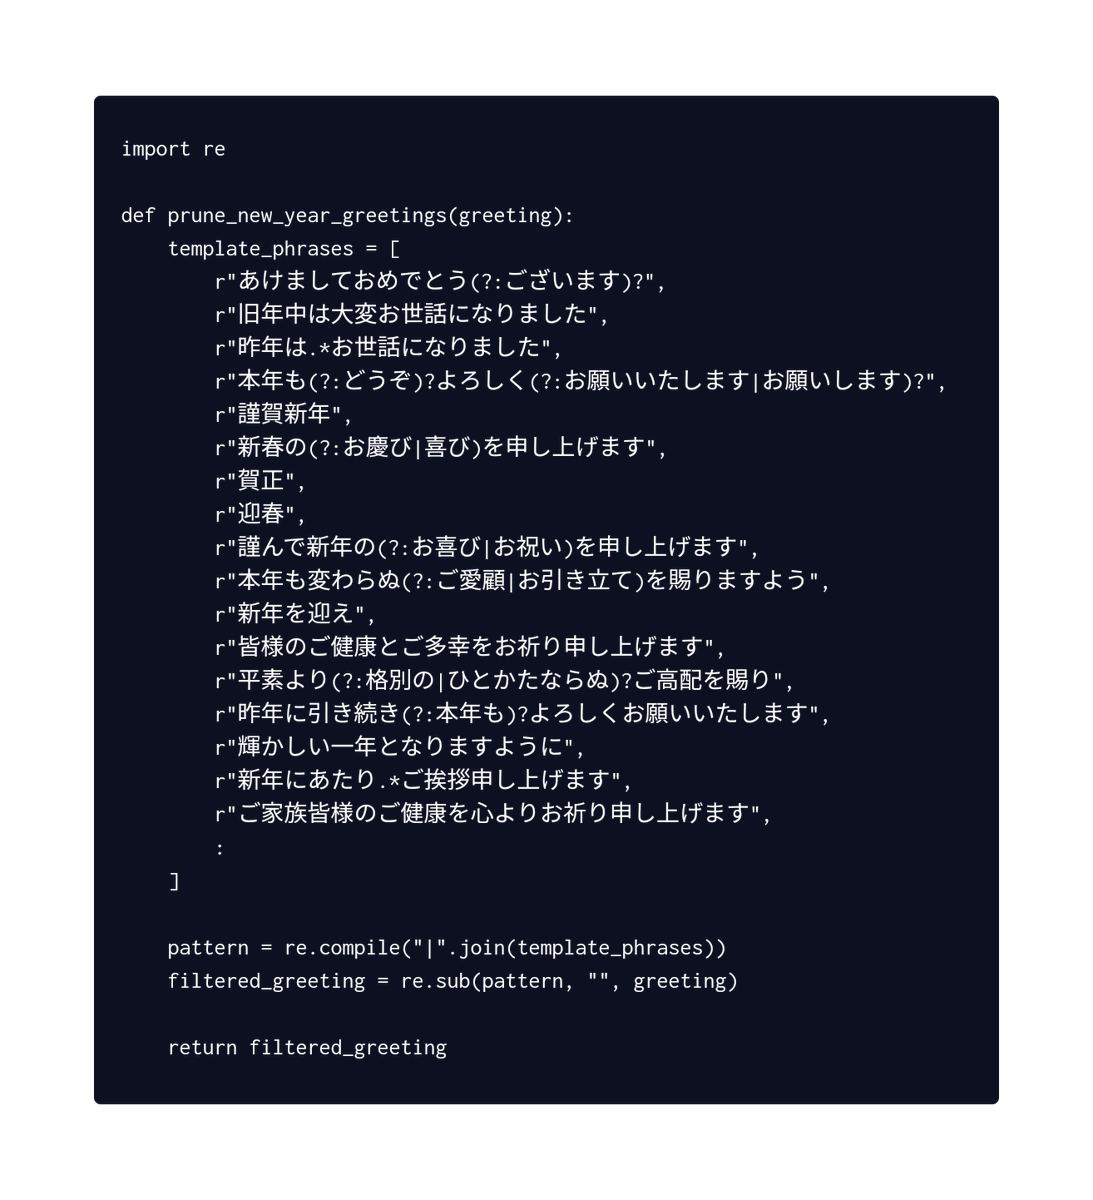 import re

def prune_new_year_greetings(greeting):
    template_phrases = [
        r"あけましておめでとう(?:ございます)?",
        r"旧年中は大変お世話になりました",
        r"昨年は.*お世話になりました",
        r"本年も(?:どうぞ)?よろしく(?:お願いいたします|お願いします)?",
        r"謹賀新年",
        r"新春の(?:お慶び|喜び)を申し上げます",
        r"賀正",
        r"迎春",
        r"謹んで新年の(?:お喜び|お祝い)を申し上げます",
        r"本年も変わらぬ(?:ご愛顧|お引き立て)を賜りますよう",
        r"新年を迎え",
        r"皆様のご健康とご多幸をお祈り申し上げます",
        r"平素より(?:格別の|ひとかたならぬ)?ご高配を賜り",
        r"昨年に引き続き(?:本年も)?よろしくお願いいたします",
        r"輝かしい一年となりますように",
        r"新年にあたり.*ご挨拶申し上げます",
        r"ご家族皆様のご健康を心よりお祈り申し上げます",
        :
    ]

    pattern = re.compile("|".join(template_phrases))
    filtered_greeting = re.sub(pattern, "", greeting)

    return filtered_greeting